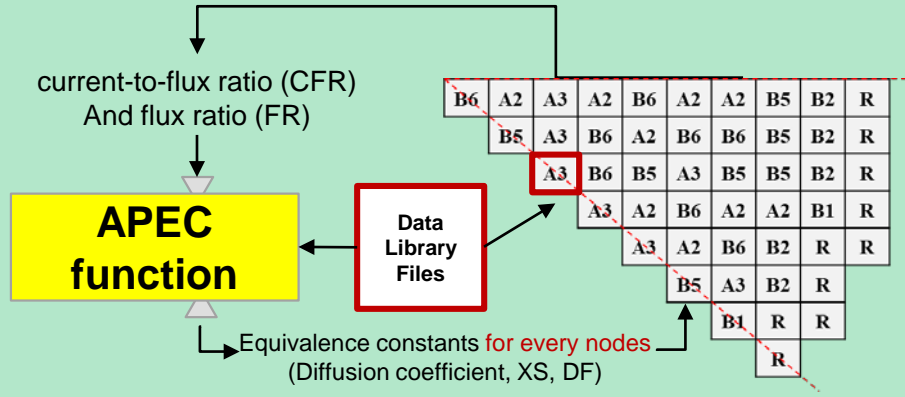 current-to-flux ratio (CFR)
And flux ratio (FR)
APEC
function
Data
Library
Files
Equivalence constants for every nodes
(Diffusion coefficient, XS, DF)
B6 A2 A3 A2 B6 A2 A2 B5 B2 R
B5 A3 B6 A2 B6 B6 B5 B2 R
A3 B6 B5 A3 B5 B5 B2 R
A3 A2 B6 A2 A2 B1 R
A3 A2 B6 B2 R R
B5 A3 B2 R
B1 R R
R